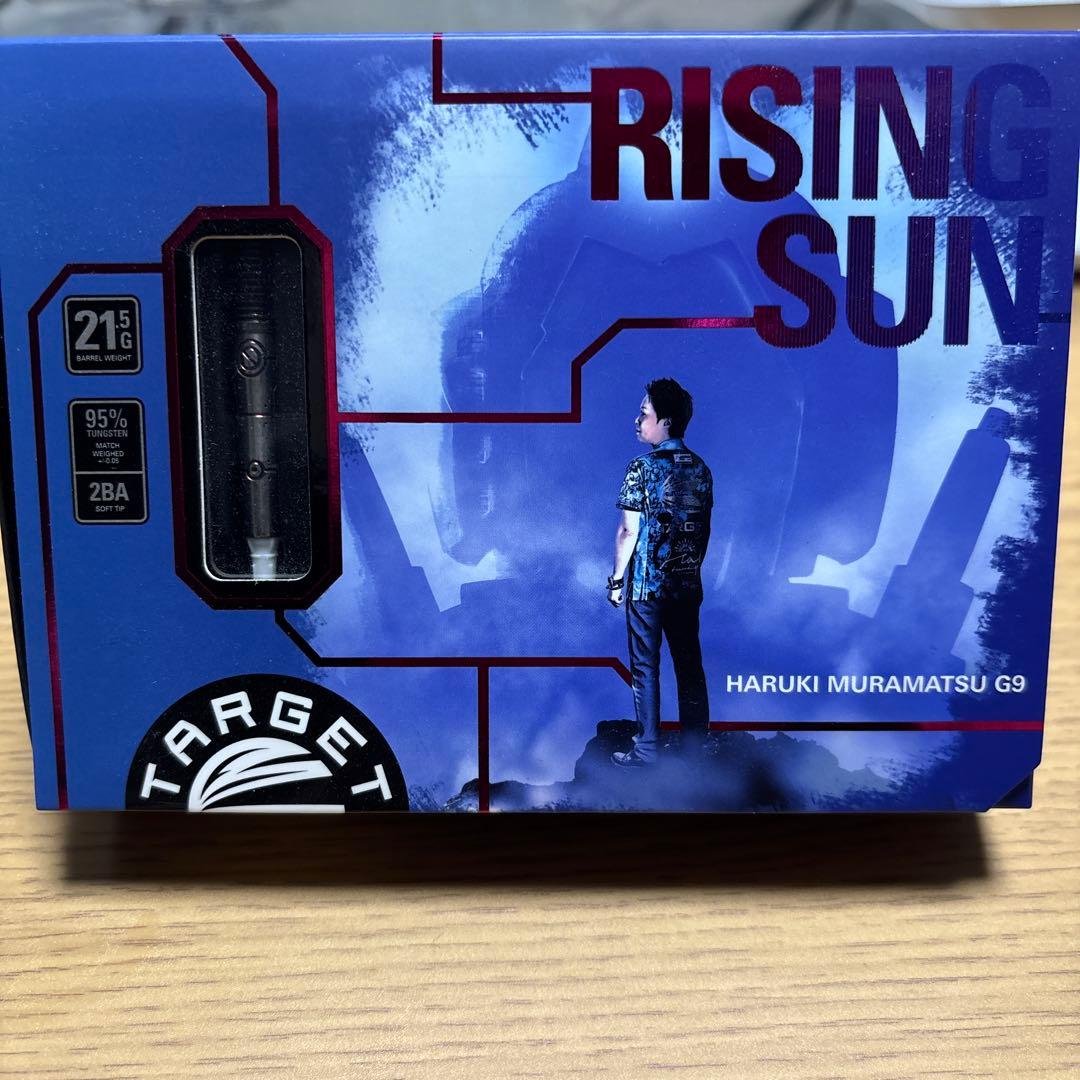 RISING
SUN
21.5G
BARREL WEIGHT
95%
TUNGSTEN
MATCH
WEIGHED
+/-0.05
2BA
SOFT TIP
HARUKI MURAMATSU G9
TARGET